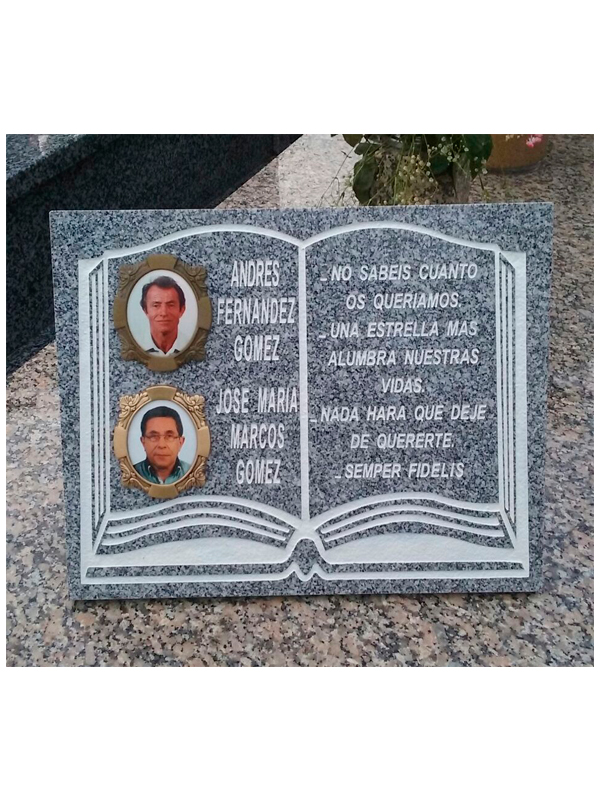 ANDRES
FERNANDEZ
GOMEZ
JOSE MARIA
MARCOS
GOMEZ
_NO SABEIS CUANTO
OS QUERIAMOS.
_UNA ESTRELLA MAS
ALUMBRA NUESTRAS
VIDAS.
_NADA HARA QUE DEJE
DE QUERERTE.
_SEMPER FIDELIS